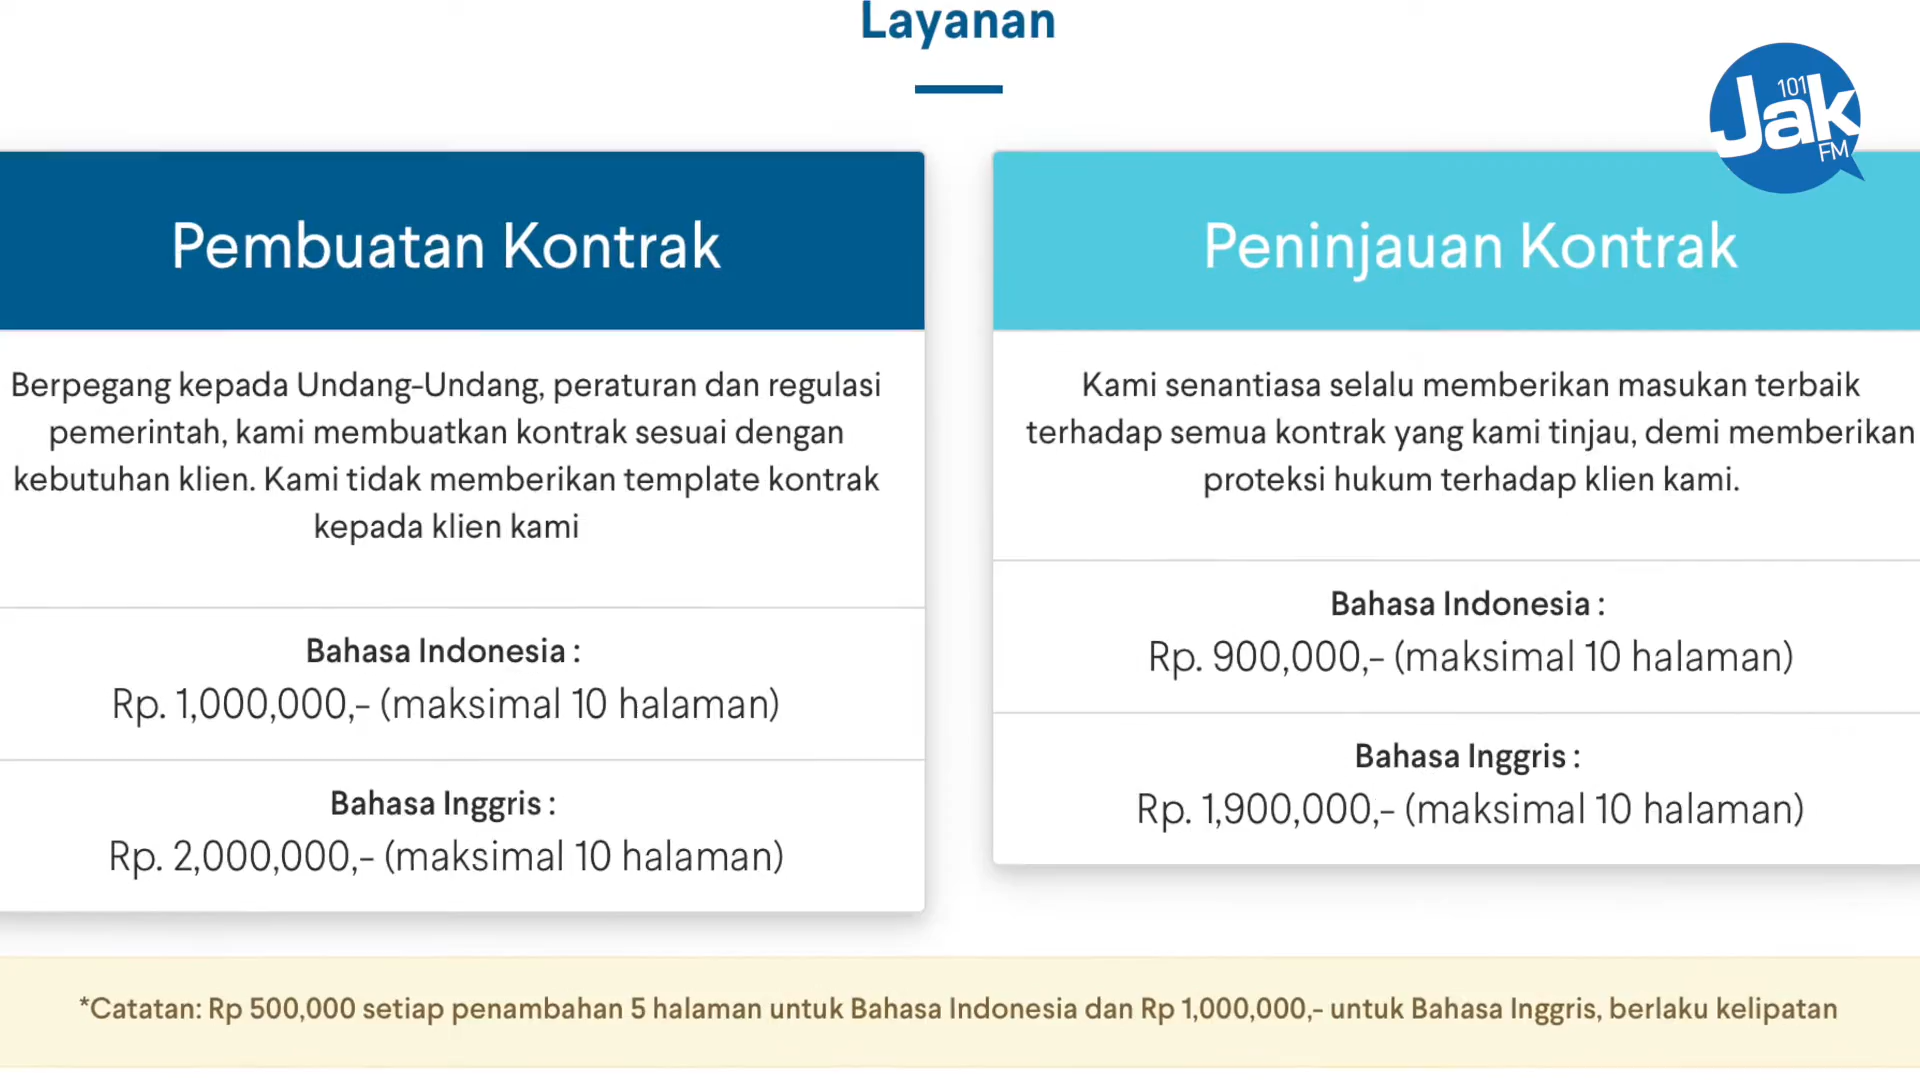 Layanan
101
Jak
FM
Pembuatan Kontrak
Berpegang kepada Undang-Undang, peraturan dan regulasi
pemerintah, kami membuatkan kontrak sesuai dengan
kebutuhan klien. Kami tidak memberikan template kontrak
kepada klien kami
Bahasa Indonesia :
Rp. 1,000,000,- (maksimal 10 halaman)
Bahasa Inggris :
Rp. 2,000,000,- (maksimal 10 halaman)
Peninjauan Kontrak
Kami senantiasa selalu memberikan masukan terbaik
terhadap semua kontrak yang kami tinjau, demi memberikan
proteksi hukum terhadap klien kami.
Bahasa Indonesia :
Rp. 900,000,- (maksimal 10 halaman)
Bahasa Inggris :
Rp. 1,900,000,- (maksimal 10 halaman)
*Catatan: Rp 500,000 setiap penambahan 5 halaman untuk Bahasa Indonesia dan Rp 1,000,000,- untuk Bahasa Inggris, berlaku kelipatan